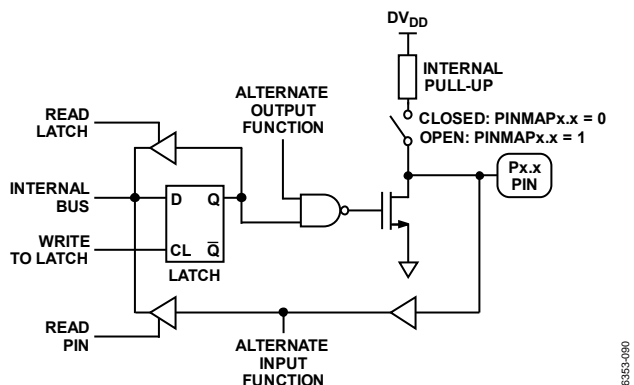 DVDD
INTERNAL
PULL-UP
CLOSED: PINMAPx.x = 0
OPEN: PINMAPx.x = 1
ALTERNATE
OUTPUT
FUNCTION
READ
LATCH
Px.x
PIN
INTERNAL
BUS
D Q
WRITE
TO LATCH
CL Q̅
LATCH
READ
PIN
ALTERNATE
INPUT
FUNCTION
6353-090